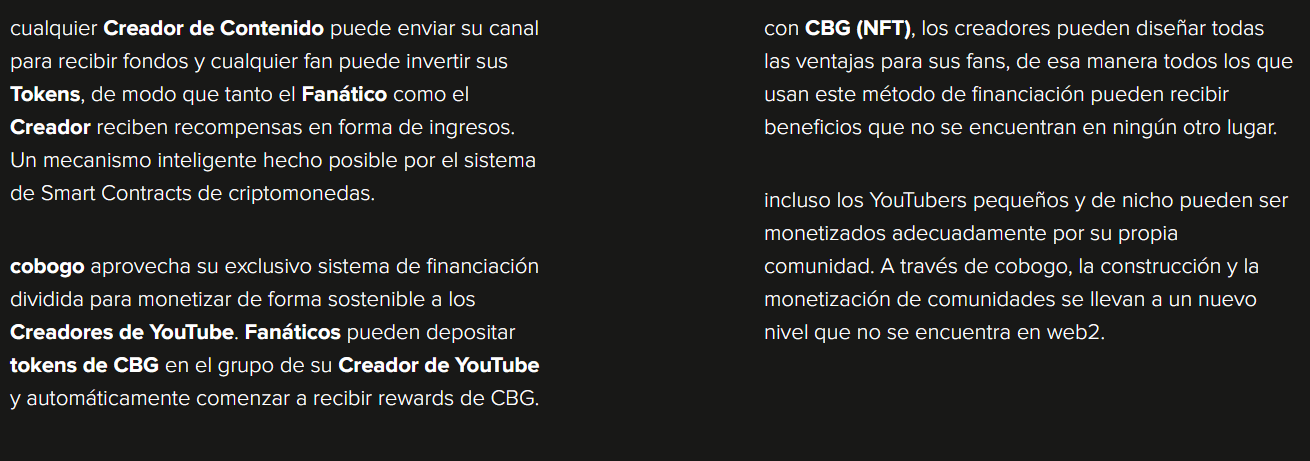 cualquier Creador de Contenido puede enviar su canal
para recibir fondos y cualquier fan puede invertir sus
Tokens, de modo que tanto el Fanático como el
Creador reciben recompensas en forma de ingresos.
Un mecanismo inteligente hecho posible por el sistema
de Smart Contracts de criptomonedas.
cobogo aprovecha su exclusivo sistema de financiación
dividida para monetizar de forma sostenible a los
Creadores de YouTube. Fanáticos pueden depositar
tokens de CBG en el grupo de su Creador de YouTube
y automáticamente comenzar a recibir rewards de CBG.
con CBG (NFT), los creadores pueden diseñar todas
las ventajas para sus fans, de esa manera todos los que
usan este método de financiación pueden recibir
beneficios que no se encuentran en ningún otro lugar.
incluso los YouTubers pequeños y de nicho pueden ser
monetizados adecuadamente por su propia
comunidad. A través de cobogo, la construcción y la
monetización de comunidades se llevan a un nuevo
nivel que no se encuentra en web2.